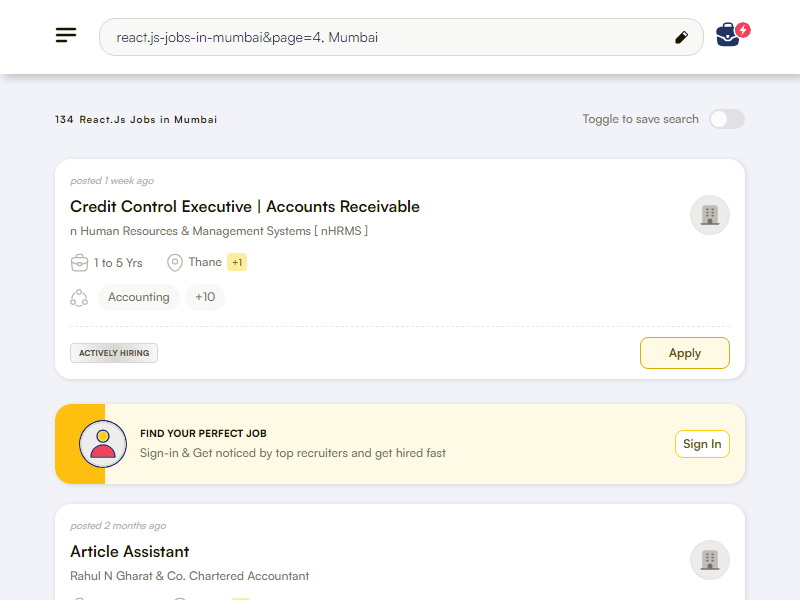 react.js-jobs-in-mumbai&page=4, Mumbai
134 React.Js Jobs in Mumbai
Toggle to save search
posted 1 week ago
Credit Control Executive | Accounts Receivable
n Human Resources & Management Systems [ nHRMS ]
1 to 5 Yrs
Thane +1
Accounting +10
ACTIVELY HIRING
Apply
FIND YOUR PERFECT JOB
Sign-in & Get noticed by top recruiters and get hired fast
Sign In
posted 2 months ago
Article Assistant
Rahul N Gharat & Co. Chartered Accountant